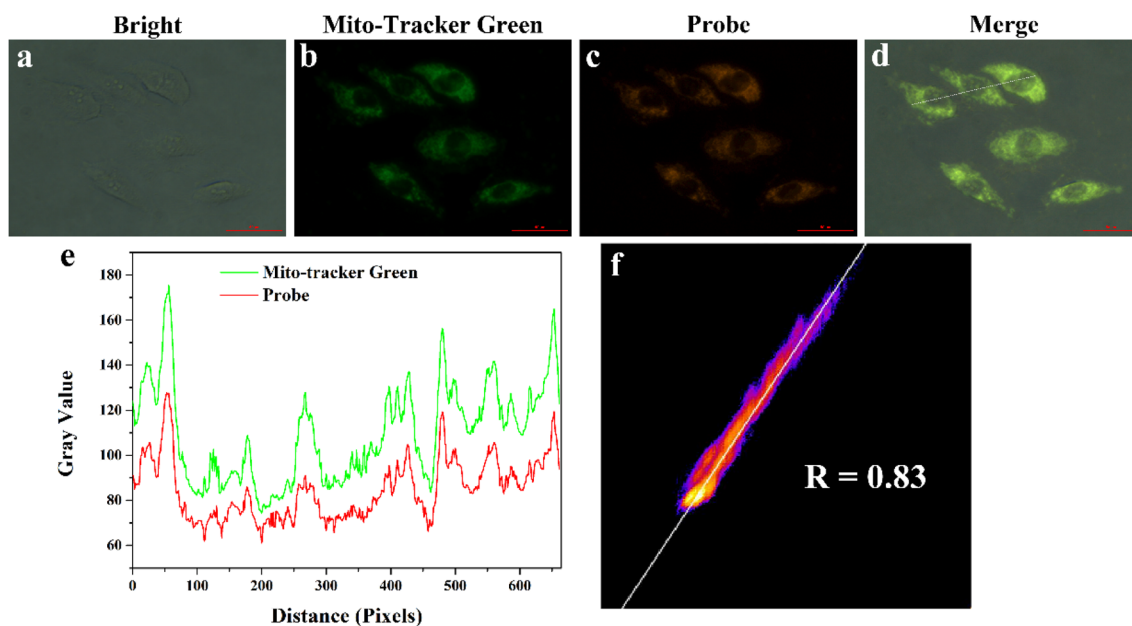 Bright
Mito-Tracker Green
Probe
Merge
a
b
c
d
e
Mito-tracker Green
Probe
180
160
140
120
100
80
60
0
100
200
300
400
500
600
Gray Value
Distance (Pixels)
f
R = 0.83